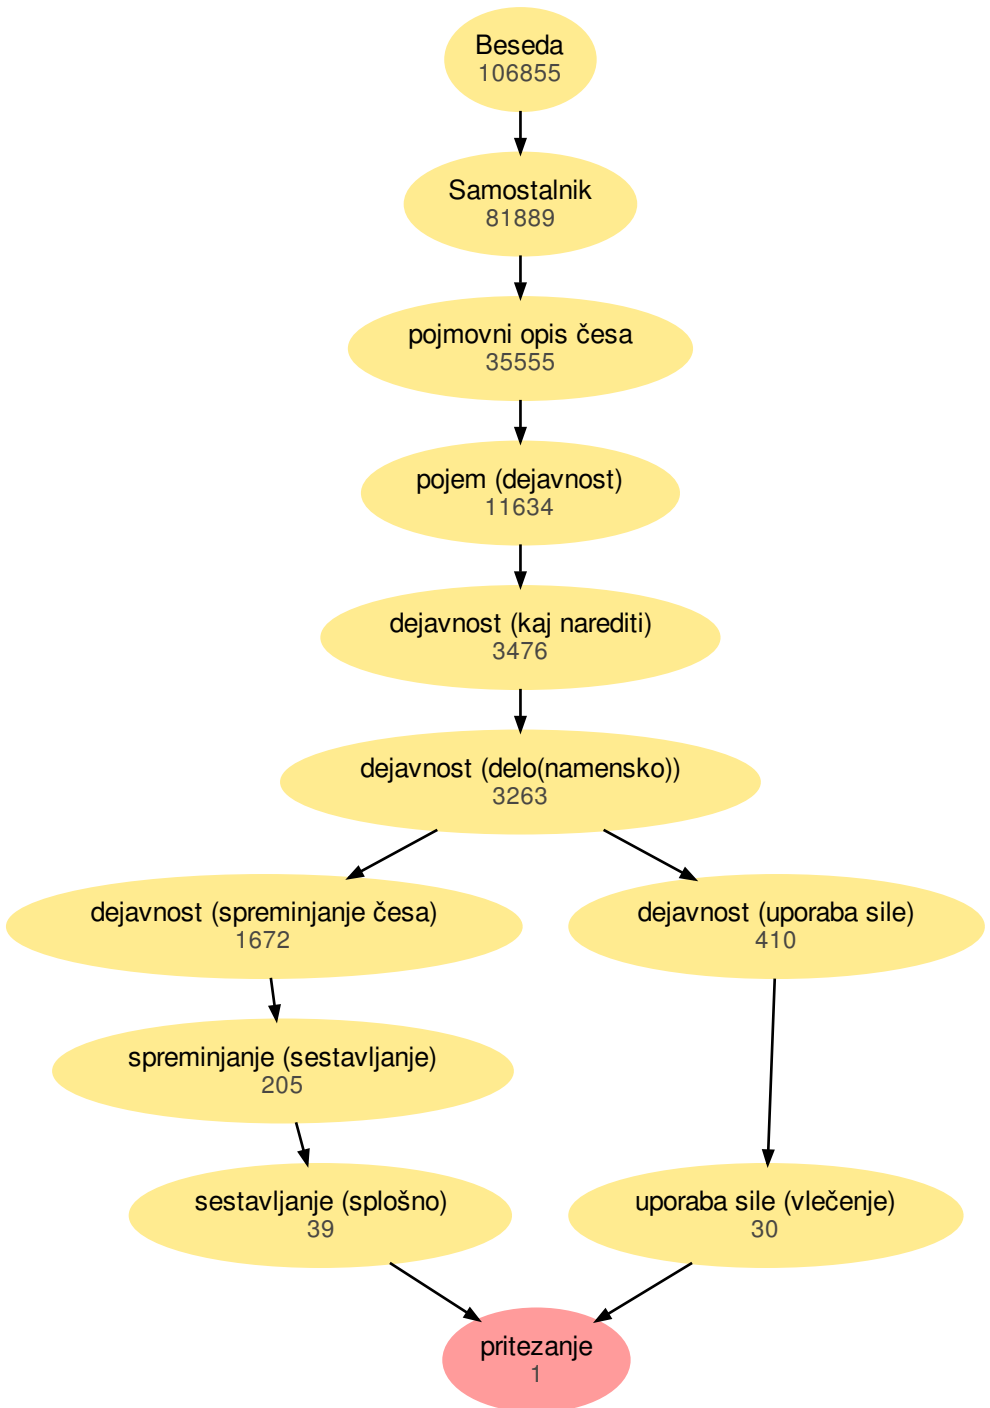 Beseda
106855
Samostalnik
81889
pojmovni opis česa
35555
pojem (dejavnost)
11634
dejavnost (kaj narediti)
3476
dejavnost (delo(namensko))
3263
dejavnost (spreminjanje česa)
1672
dejavnost (uporaba sile)
410
spreminjanje (sestavljanje)
205
sestavljanje (splošno)
39
uporaba sile (vlečenje)
30
pritezanje
1